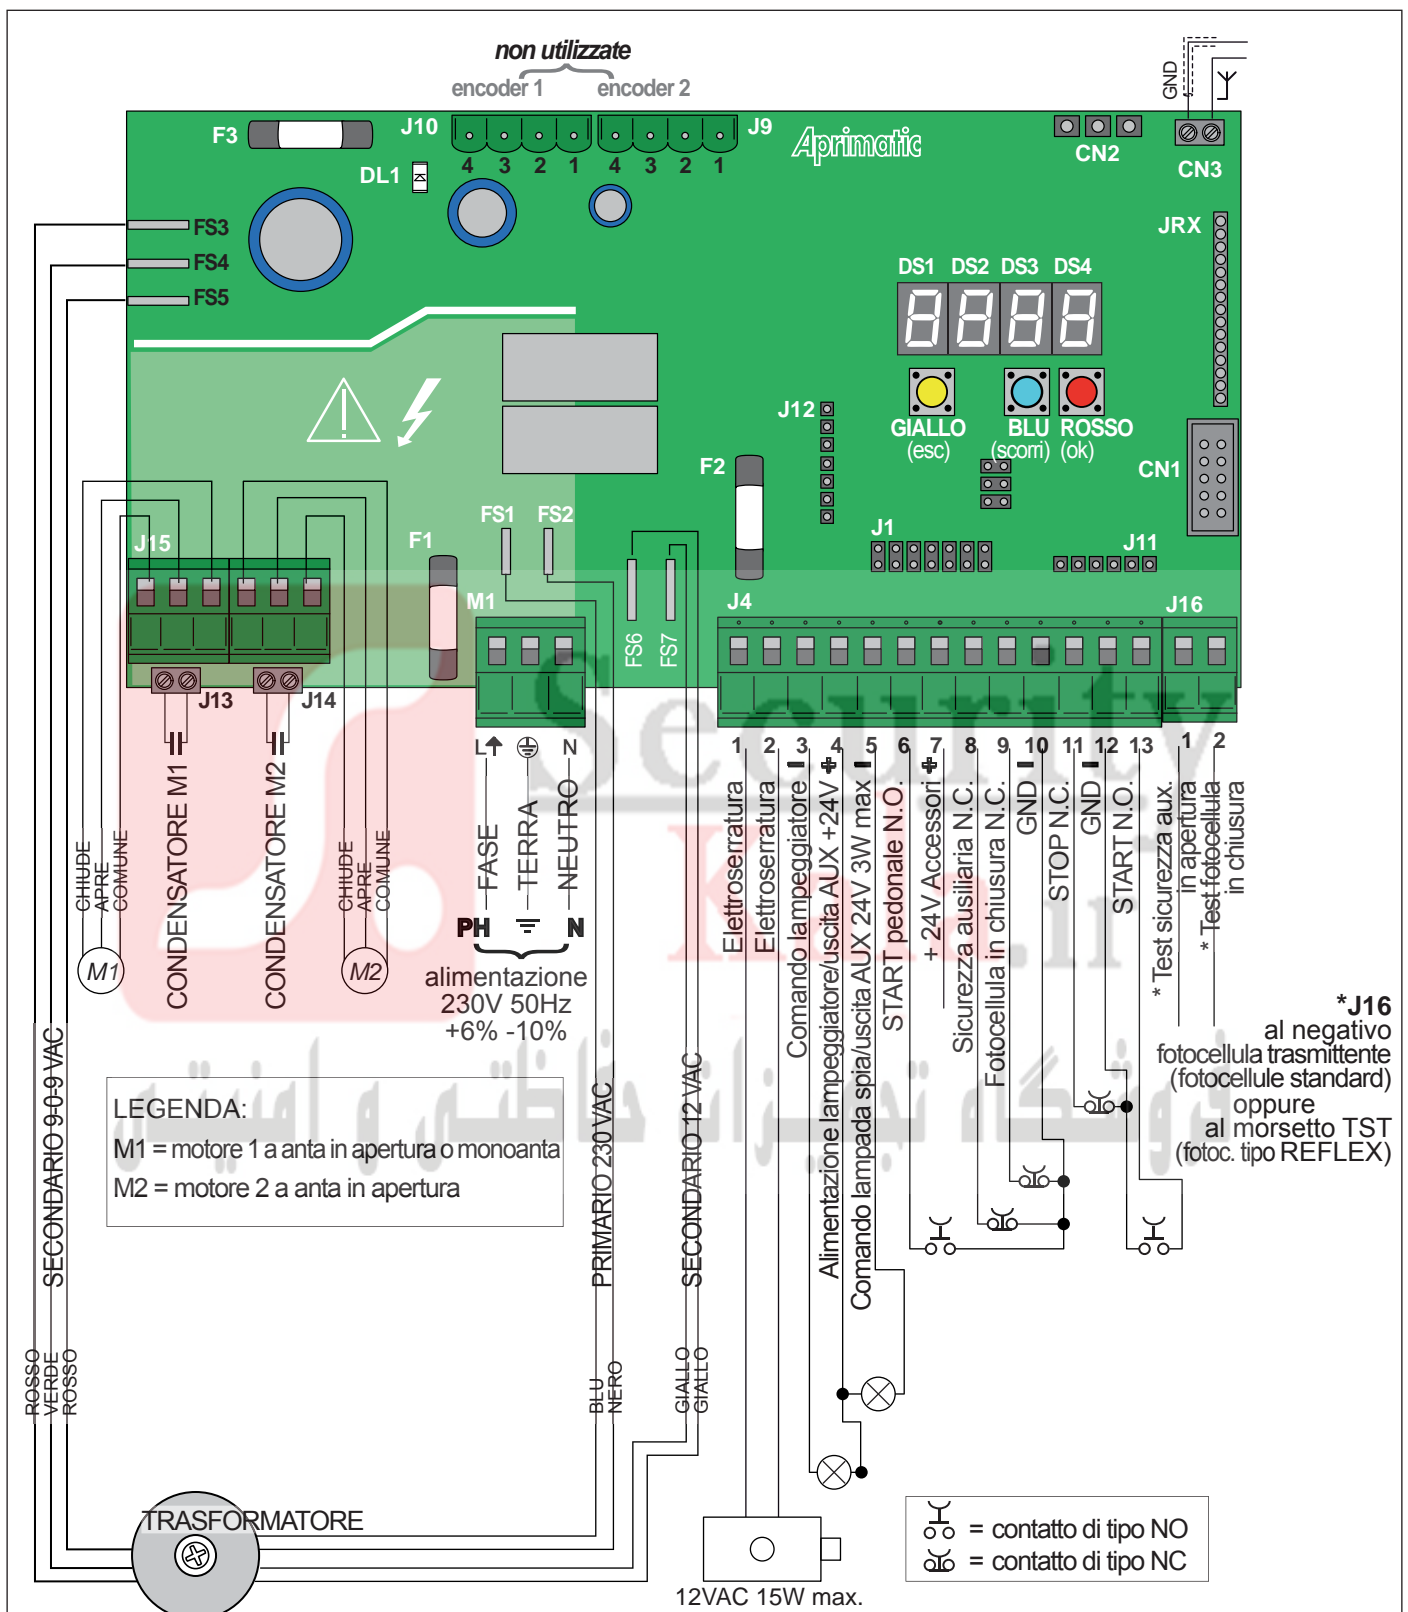 non utilizzate
encoder 1
encoder 2
GND
F3
J10
J9
Aprimatic
CN2
CN3
4 3 2 1
4 3 2 1
DL1
FS3
FS4
FS5
JRX
DS1 DS2 DS3 DS4
J12
GIALLO
(esc)
BLU
(scorri)
ROSSO
(ok)
F2
CN1
FS1
FS2
J1
J11
J15
F1
M1
FS6
FS7
J4
J16
J13
J14
L
N
1 2 3 4 5 6 7 8 9 10 11 12 13
1 2
CHIUDE
APRE
COMUNE
CONDENSATORE M1
CONDENSATORE M2
CHIUDE
APRE
COMUNE
FASE
TERRA
NEUTRO
PH
N
M1
M2
alimentazione
230V 50Hz
+6% -10%
Elettroserratura
Elettroserratura
Comando lampeggiatore -
Alimentazione lampeggiatore/uscita AUX +24V +
Comando lampada spia/uscita AUX 24V 3W max -
START pedonale N.O.
+ 24V Accessori +
Sicurezza ausiliaria N.C.
Fotocellula in chiusura N.C.
GND -
STOP N.C.
GND -
START N.O.
* Test sicurezza aux.
in apertura
* Test fotocellula
in chiusura
*J16
al negativo
fotocellula trasmittente
(fotocellule standard)
oppure
al morsetto TST
(fotoc. tipo REFLEX)
Security
Kala.ir
فروشگاه تجهیزات حفاظتی و امنیتی
LEGENDA:
M1 = motore 1 a anta in apertura o monoanta
M2 = motore 2 a anta in apertura
SECONDARIO 9-0-9 VAC
PRIMARIO 230 VAC
SECONDARIO 12 VAC
ROSSO
VERDE
ROSSO
BLU
NERO
GIALLO
GIALLO
TRASFORMATORE
12VAC 15W max.
= contatto di tipo NO
= contatto di tipo NC